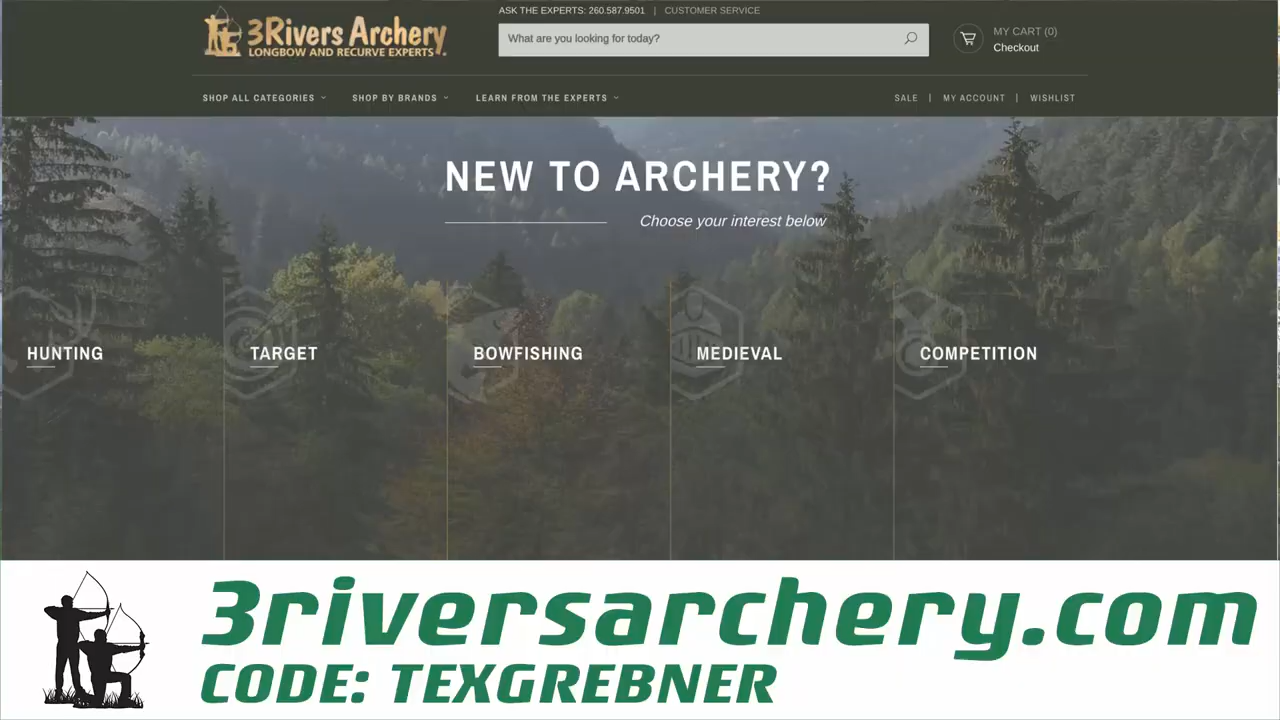 ASK THE EXPERTS: 260.587.9501 | CUSTOMER SERVICE
3Rivers Archery
LONGBOW AND RECURVE EXPERTS
What are you looking for today?
MY CART (0)
Checkout
SHOP ALL CATEGORIES SHOP BY BRANDS LEARN FROM THE EXPERTS SALE | MY ACCOUNT | WISHLIST
NEW TO ARCHERY?
Choose your interest below
HUNTING TARGET BOWFISHING MEDIEVAL COMPETITION
3riversarchery.com
CODE: TEXGREBNER